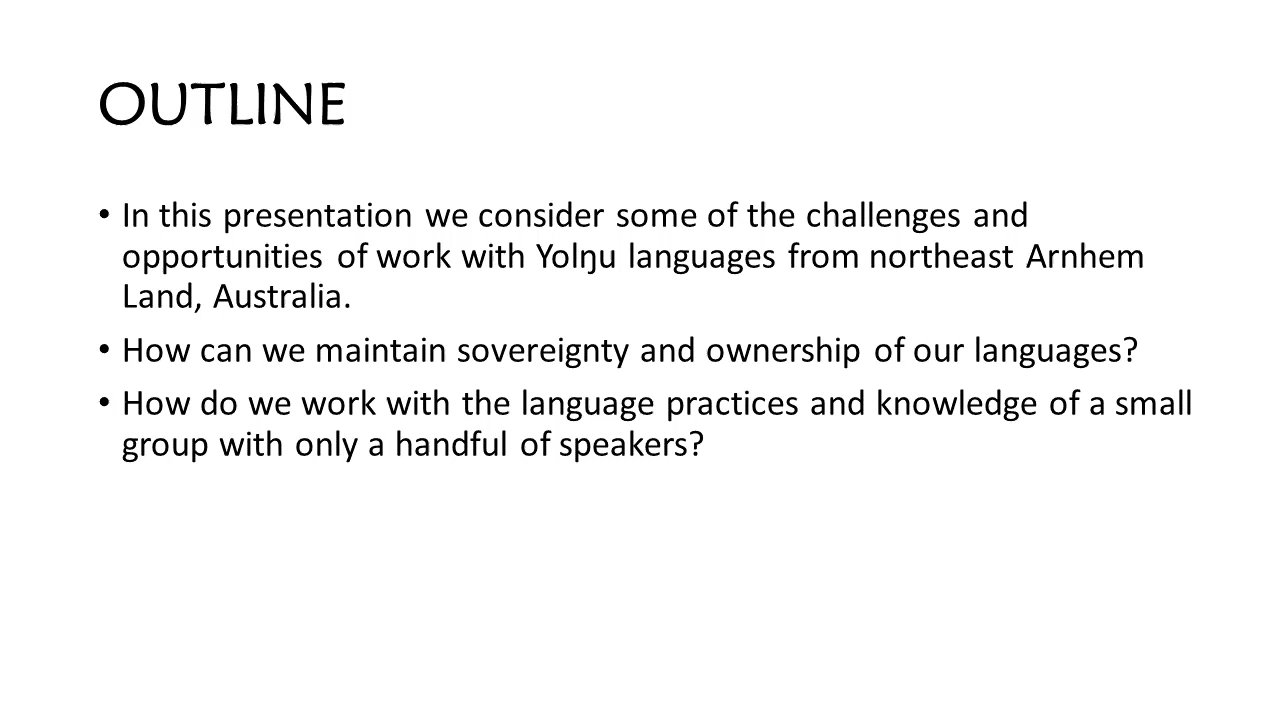 OUTLINE
• In this presentation we consider some of the challenges and
opportunities of work with Yolŋu languages from northeast Arnhem
Land, Australia.
• How can we maintain sovereignty and ownership of our languages?
• How do we work with the language practices and knowledge of a small
group with only a handful of speakers?